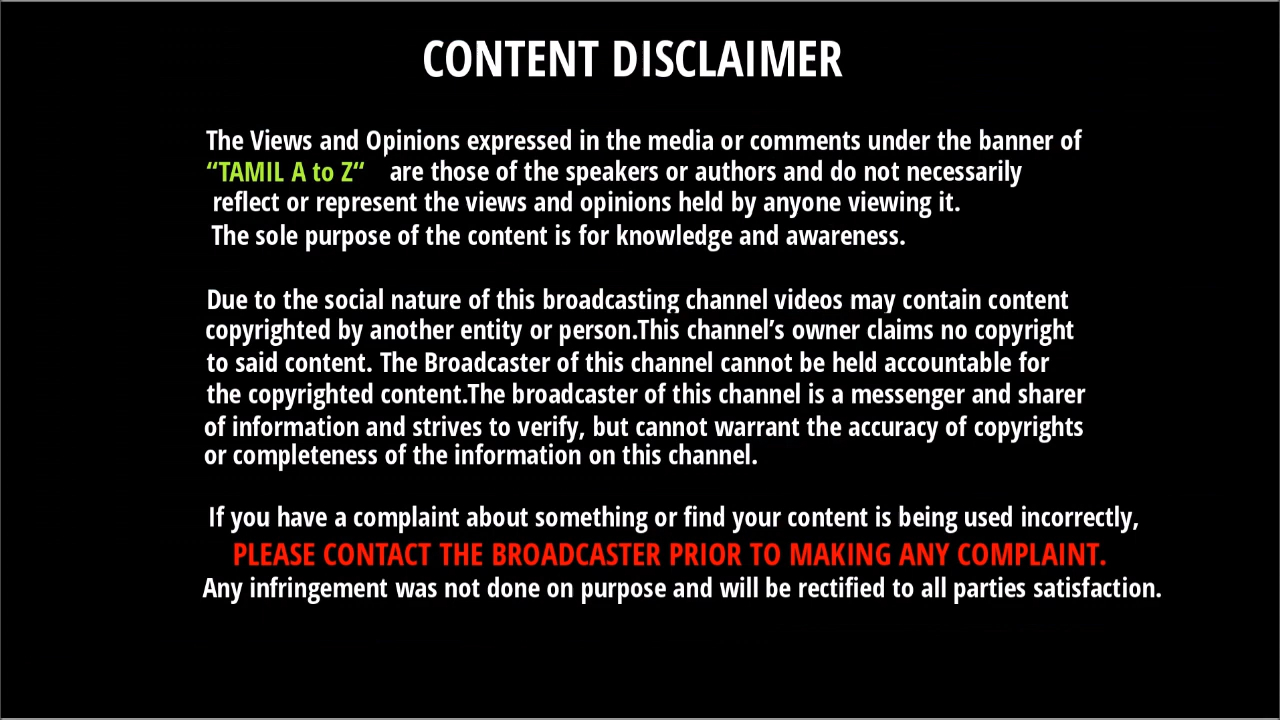 CONTENT DISCLAIMER
The Views and Opinions expressed in the media or comments under the banner of
“TAMIL A to Z“ are those of the speakers or authors and do not necessarily
reflect or represent the views and opinions held by anyone viewing it.
The sole purpose of the content is for knowledge and awareness.
Due to the social nature of this broadcasting channel videos may contain content
copyrighted by another entity or person.This channel’s owner claims no copyright
to said content. The Broadcaster of this channel cannot be held accountable for
the copyrighted content.The broadcaster of this channel is a messenger and sharer
of information and strives to verify, but cannot warrant the accuracy of copyrights
or completeness of the information on this channel.
If you have a complaint about something or find your content is being used incorrectly,
PLEASE CONTACT THE BROADCASTER PRIOR TO MAKING ANY COMPLAINT.
Any infringement was not done on purpose and will be rectified to all parties satisfaction.